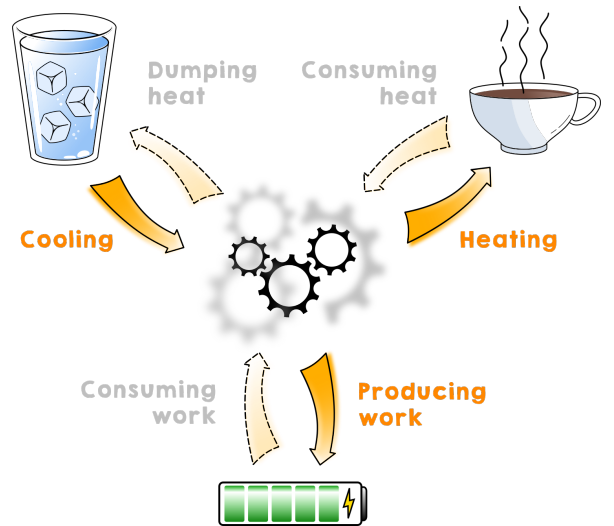 Dumping
heat
Consuming
heat
Cooling
Heating
Consuming
work
Producing
work